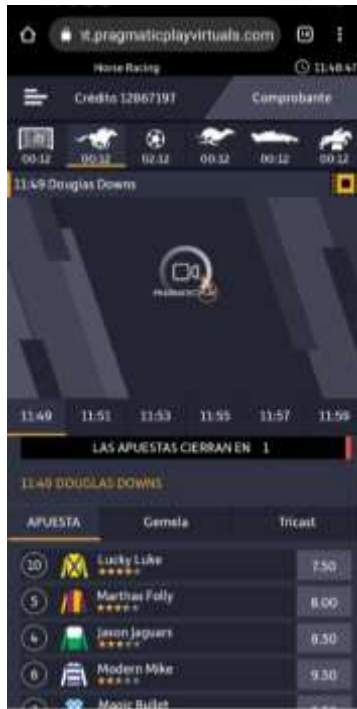 it.pragmaticplayvirtuals.com
Horse Racing
11:48:47
Crédito 12867197
Comprobante
00:12 00:12 02:12 00:32 00:12 00:52
11:49 Douglas Downs
11:49 11:51 11:53 11:55 11:57 11:59
LAS APUESTAS CIERRAN EN 1
11:49 DOUGLAS DOWNS
APUESTA Gemela Tricast
10 Lucky Luke 7.50
5 Marthas Folly 8.00
4 Jason Jaguars 8.50
6 Modern Mike 9.50
Magic Bullet